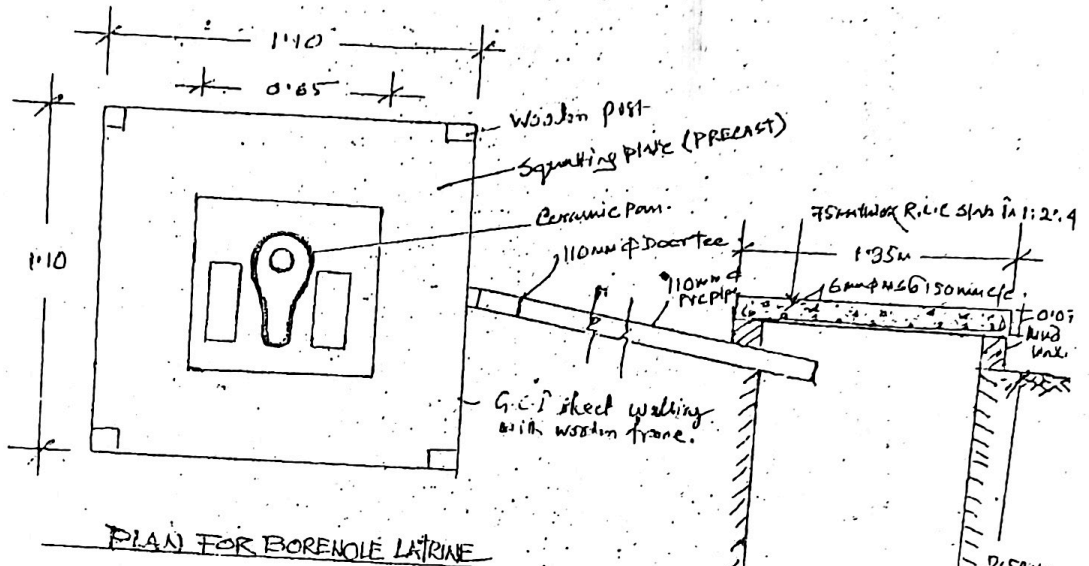 1.10
0.65
Wooden post
Squatting plate (PRECAST)
Ceramic pan.
110mm φ Door tee
110mm φ
PVC pipe
1.10
75mm thick R.C.C slab in 1:2:4
1.35m
6mm φ MS @ 150mm c/c.
G.C.I sheet walling
with wooden frame.
PLAN FOR BOREHOLE LATRINE